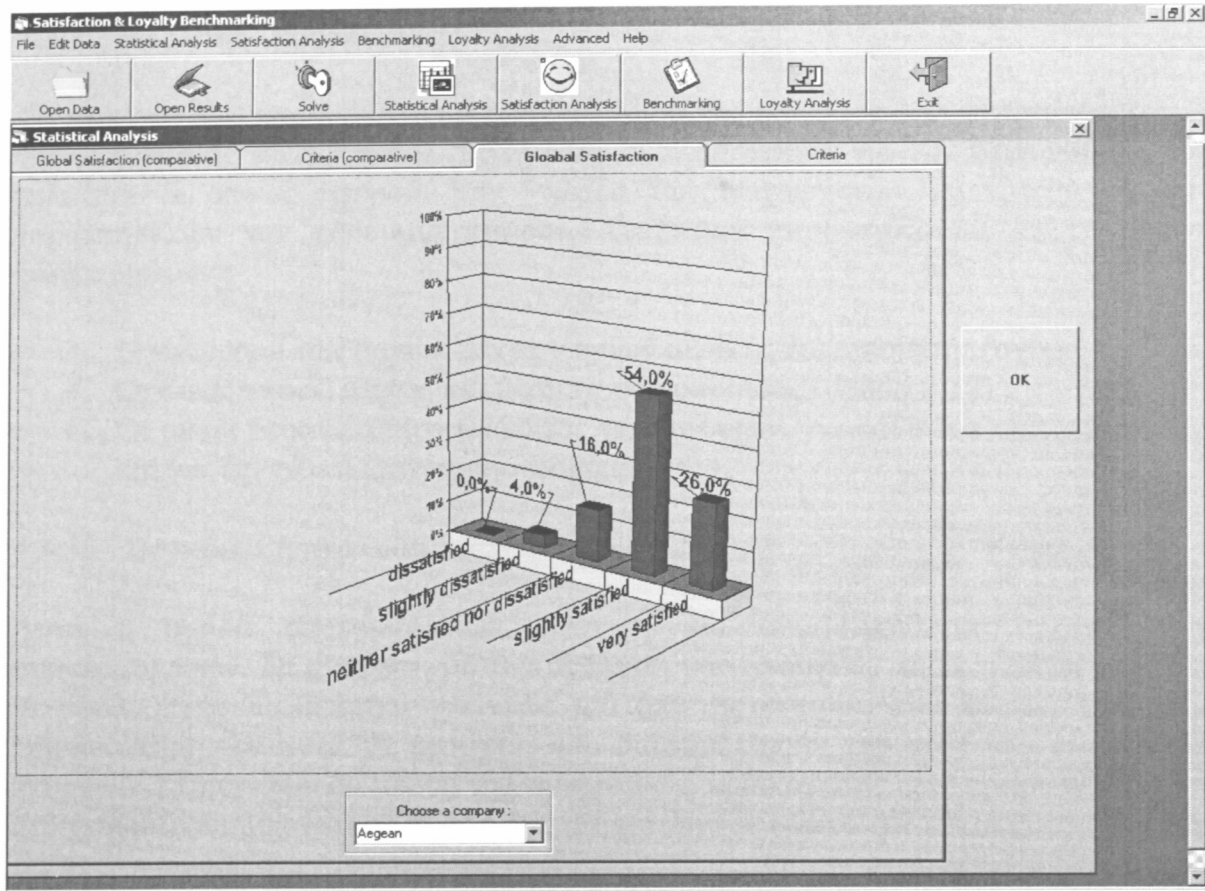 Satisfaction & Loyalty Benchmarking
File Edit Data Statistical Analysis Satisfaction Analysis Benchmarking Loyalty Analysis Advanced Help
Open Data Open Results Solve Statistical Analysis Satisfaction Analysis Benchmarking Loyalty Analysis Exit
Statistical Analysis
Global Satisfaction (comparative) Criteria (comparative) Gloabal Satisfaction Criteria
100%
90%
80%
70%
60%
50%
40%
30%
20%
10%
0%
0,0%
4,0%
16,0%
54,0%
26,0%
dissatisfied
slightly dissatisfied
neither satisfied nor dissatisfied
slightly satisfied
very satisfied
OK
Choose a company :
Aegean